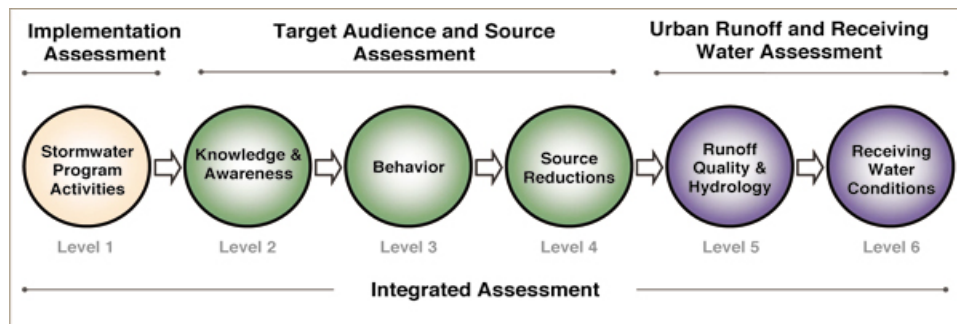 Implementation
Assessment
Target Audience and Source
Assessment
Urban Runoff and Receiving
Water Assessment
Stormwater
Program
Activities
Knowledge &
Awareness
Behavior
Source
Reductions
Runoff
Quality &
Hydrology
Receiving
Water
Conditions
Level 1
Level 2
Level 3
Level 4
Level 5
Level 6
Integrated Assessment